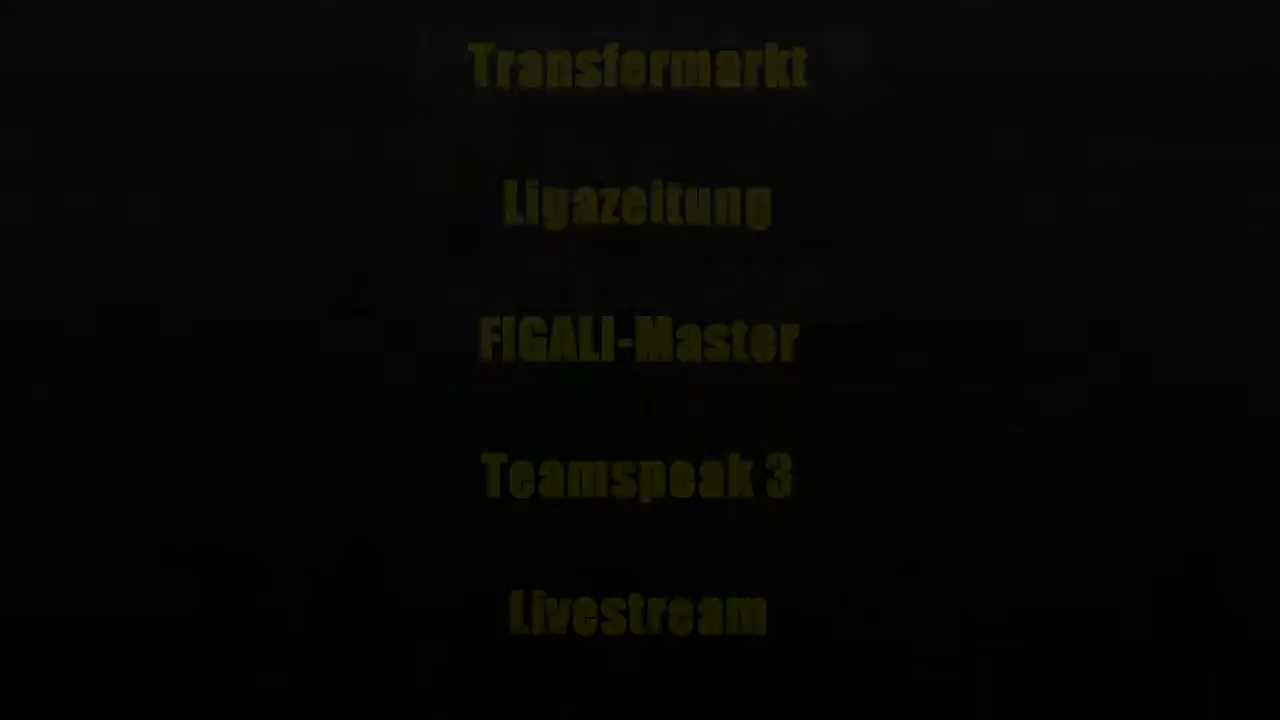 Transfermarkt
Ligazeitung
FIGALI-Master
Teamspeak 3
Livestream